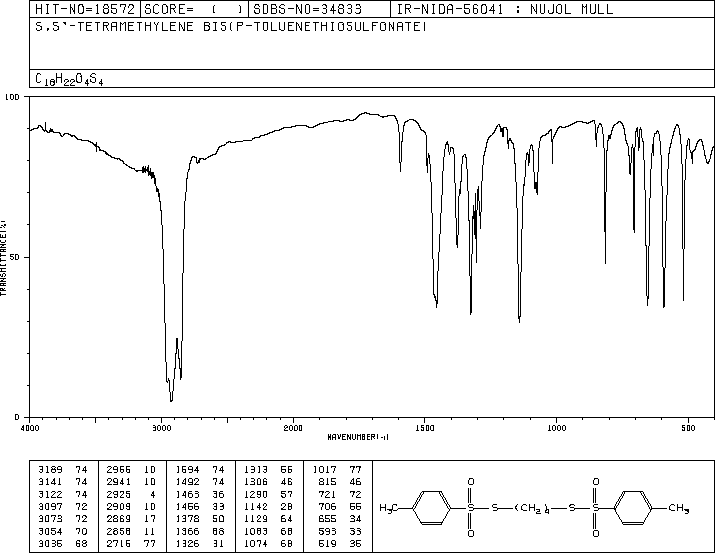 HIT-NO=18572 SCORE= ( ) SDBS-NO=34833 IR-NIDA-56041 : NUJOL MULL
S,S'-TETRAMETHYLENE BIS(P-TOLUENETHIOSULFONATE)
C18H22O4S4
100
50
0
TRANSMITTANCE(%)
4000 3000 2000 1500 1000 500
WAVENUMBER(-1)
3189 74 2956 10 1594 74 1313 55 1017 77
3141 74 2941 10 1492 74 1306 46 815 46
3122 74 2925 4 1463 36 1290 57 721 72
3097 72 2909 10 1456 33 1142 28 706 55
3073 72 2869 17 1378 50 1129 64 655 34
3054 70 2858 11 1366 68 1083 68 593 33
3035 68 2715 77 1326 31 1074 68 519 35
O O
H3C S S (CH2)4 S S CH3
O O